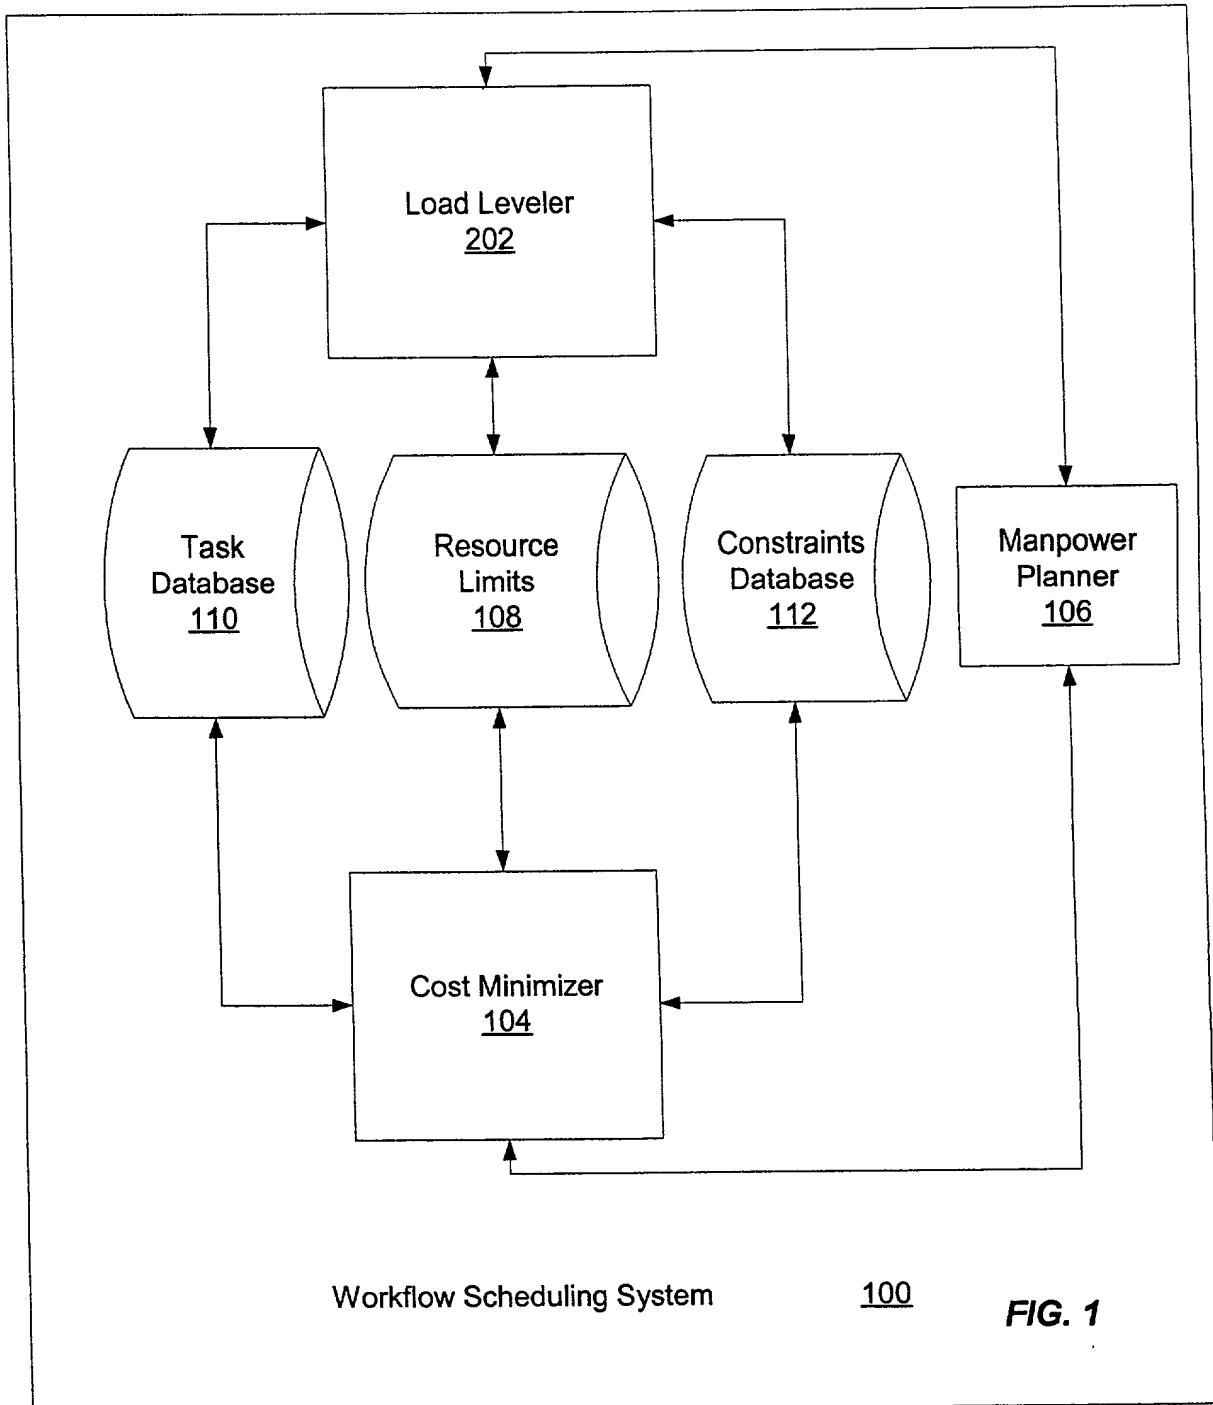 Load Leveler
202
Task
Database
110
Resource
Limits
108
Constraints
Database
112
Manpower
Planner
106
Cost Minimizer
104
Workflow Scheduling System 100
FIG. 1